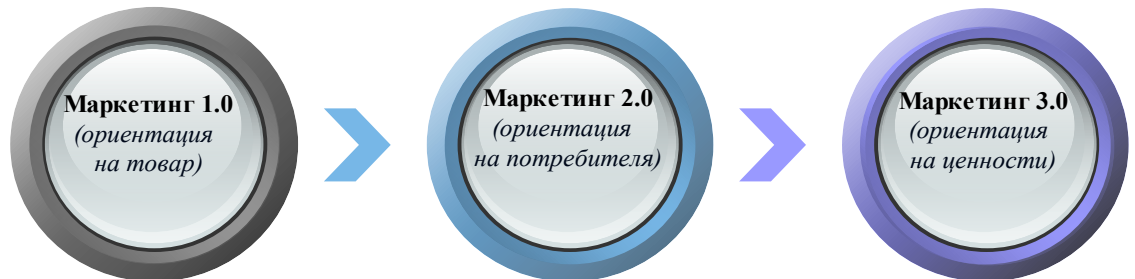 Маркетинг 1.0
(ориентация
на товар)
Маркетинг 2.0
(ориентация
на потребителя)
Маркетинг 3.0
(ориентация
на ценности)